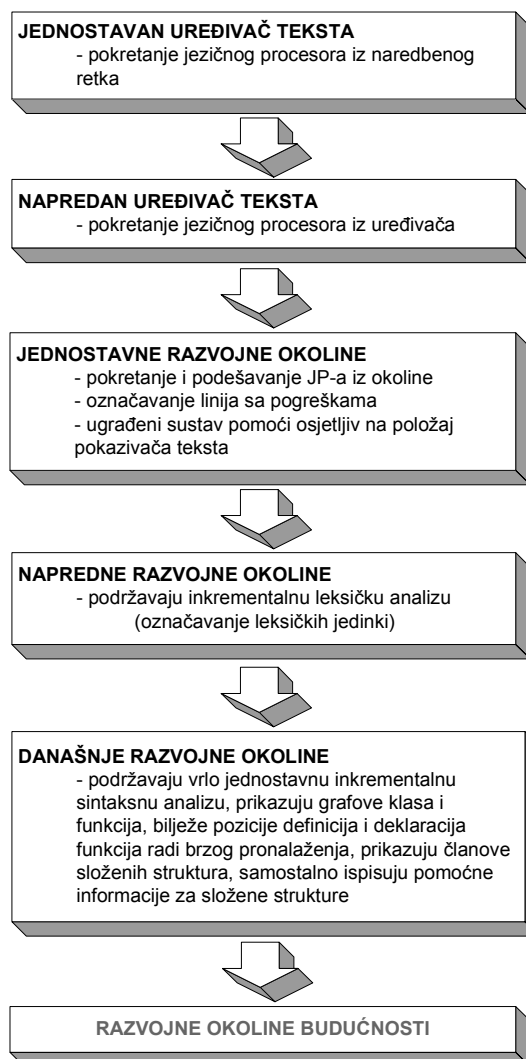 JEDNOSTAVAN UREĐIVAČ TEKSTA
- pokretanje jezičnog procesora iz naredbenog
retka
NAPREDAN UREĐIVAČ TEKSTA
- pokretanje jezičnog procesora iz uređivača
JEDNOSTAVNE RAZVOJNE OKOLINE
- pokretanje i podešavanje JP-a iz okoline
- označavanje linija sa pogreškama
- ugrađeni sustav pomoći osjetljiv na položaj
pokazivača teksta
NAPREDNE RAZVOJNE OKOLINE
- podržavaju inkrementalnu leksičku analizu
(označavanje leksičkih jedinki)
DANAŠNJE RAZVOJNE OKOLINE
- podržavaju vrlo jednostavnu inkrementalnu
sintaksnu analizu, prikazuju grafove klasa i
funkcija, bilježe pozicije definicija i deklaracija
funkcija radi brzog pronalaženja, prikazuju članove
složenih struktura, samostalno ispisuju pomoćne
informacije za složene strukture
RAZVOJNE OKOLINE BUDUĆNOSTI